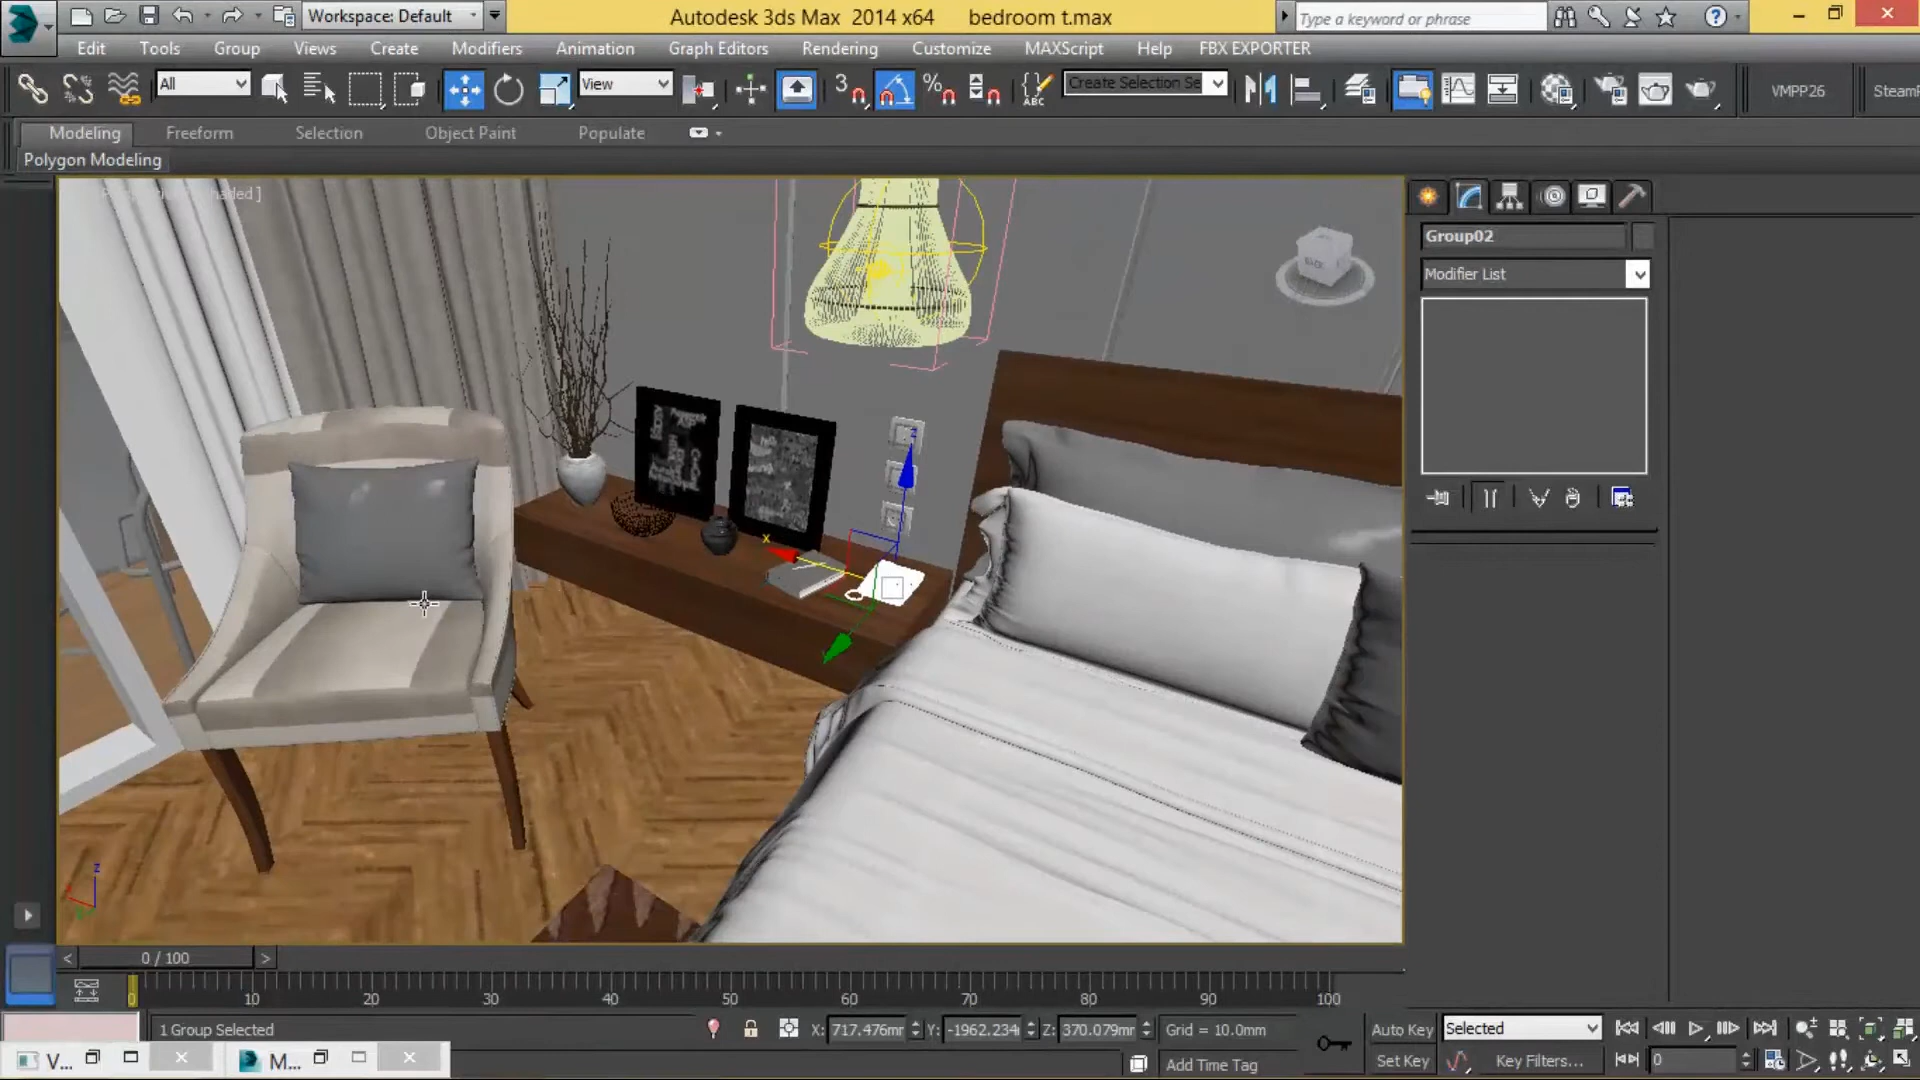 Workspace: Default
Autodesk 3ds Max 2014 x64 bedroom t.max
Type a keyword or phrase
Edit Tools Group Views Create Modifiers Animation Graph Editors Rendering Customize MAXScript Help FBX EXPORTER
All
View
3
%
ABC
Create Selection Se
VMPP26
Modeling Freeform Selection Object Paint Populate
Polygon Modeling
Group02
Modifier List
z
x
z
0 / 100
0 10 20 30 40 50 60 70 80 90 100
1 Group Selected
X: 717.476mr
Y: -1962.234
Z: 370.079mr
Grid = 10.0mm
Auto Key
Selected
Add Time Tag
Set Key
Key Filters...
0
V...
M...